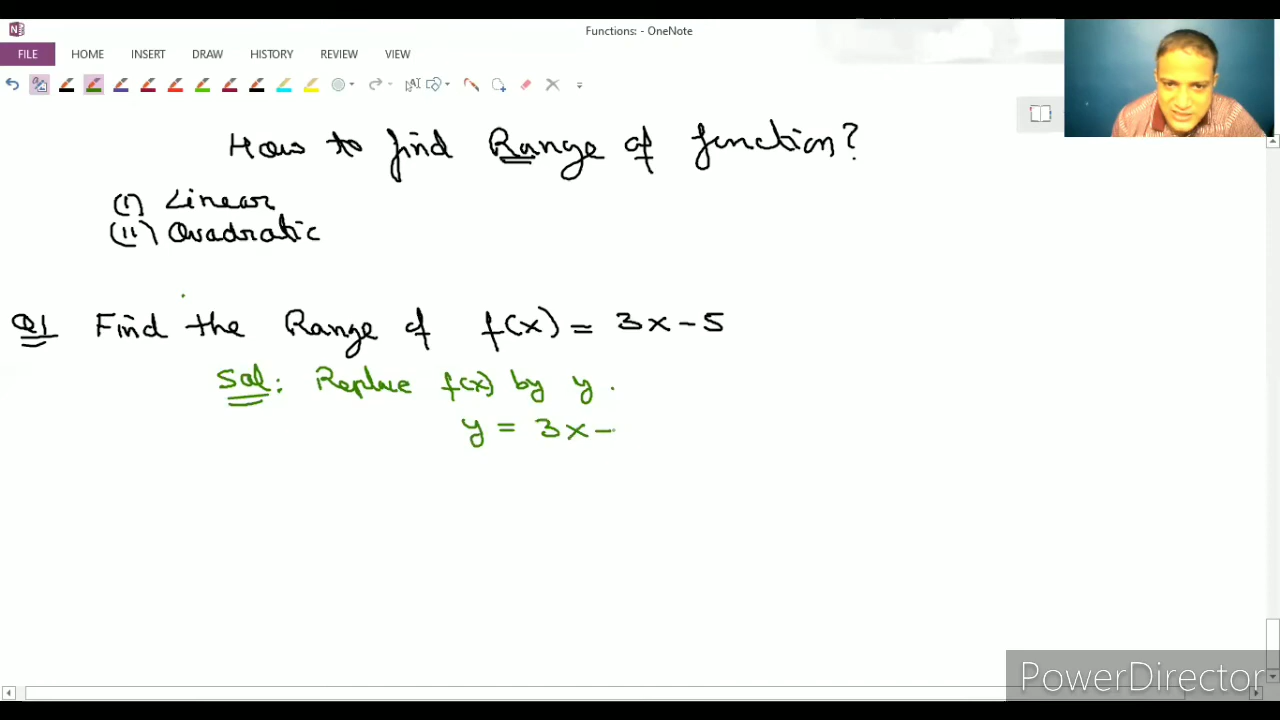 Functions: - OneNote
FILE HOME INSERT DRAW HISTORY REVIEW VIEW
How to find Range of function?
(i) Linear
(ii) Quadratic
Q1 Find the Range of f(x) = 3x - 5
Sol: Replace f(x) by y.
y = 3x -
PowerDirector